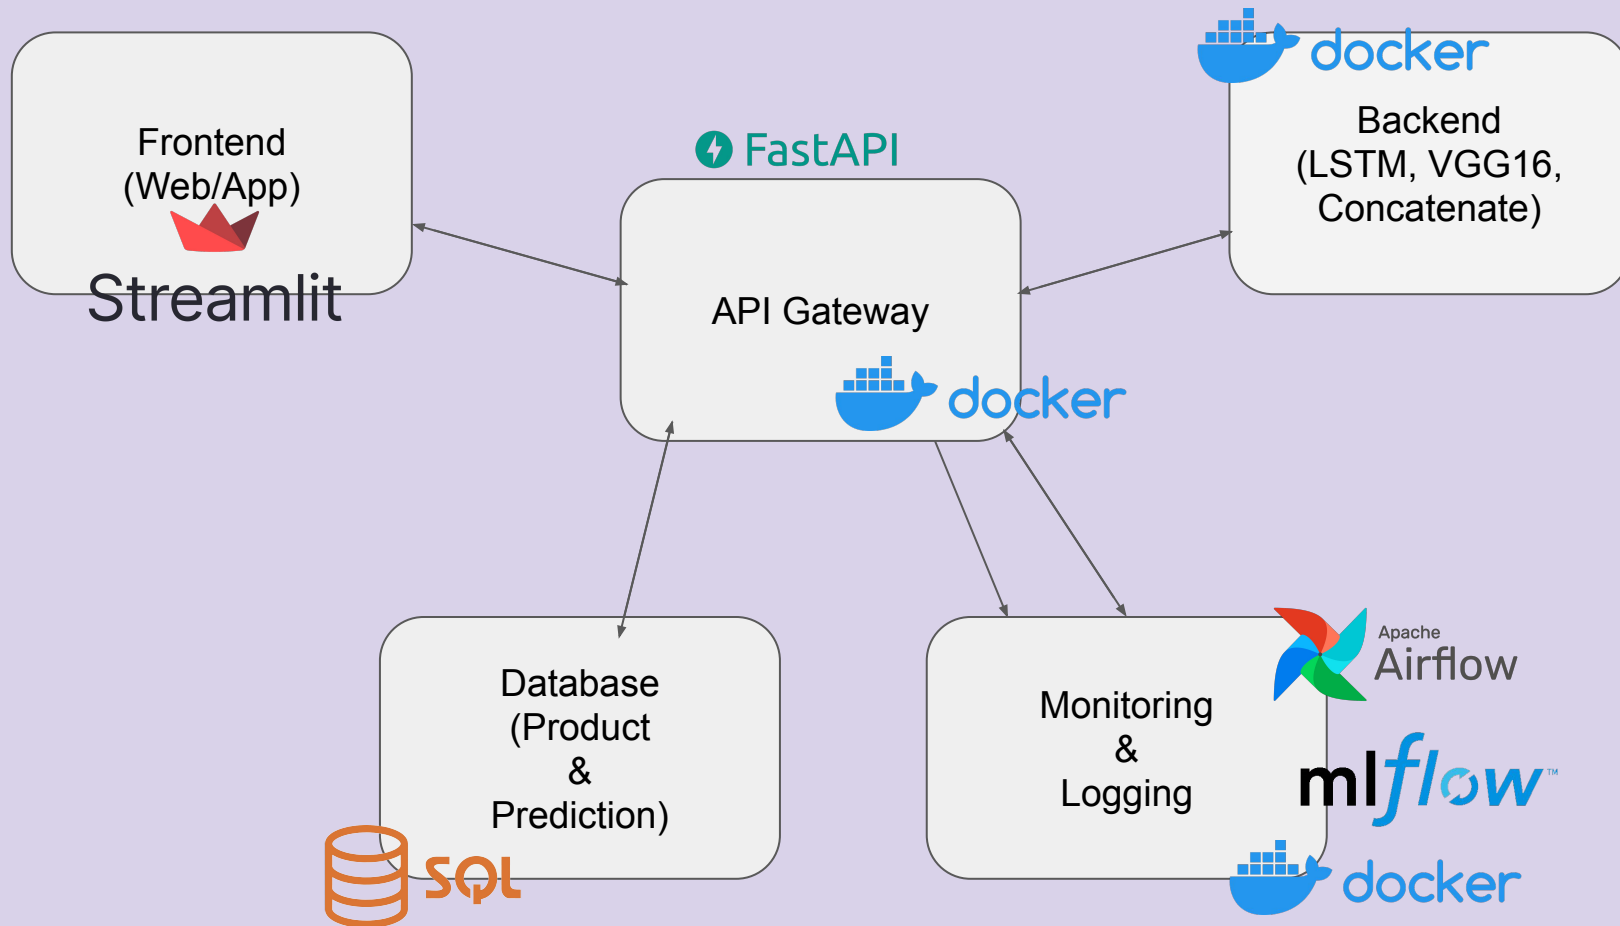 docker
Frontend
(Web/App)
Streamlit
FastAPI
Backend
(LSTM, VGG16,
Concatenate)
API Gateway
docker
Database
(Product
&
Prediction)
SQL
Monitoring
&
Logging
Apache
Airflow
mlflow™
docker